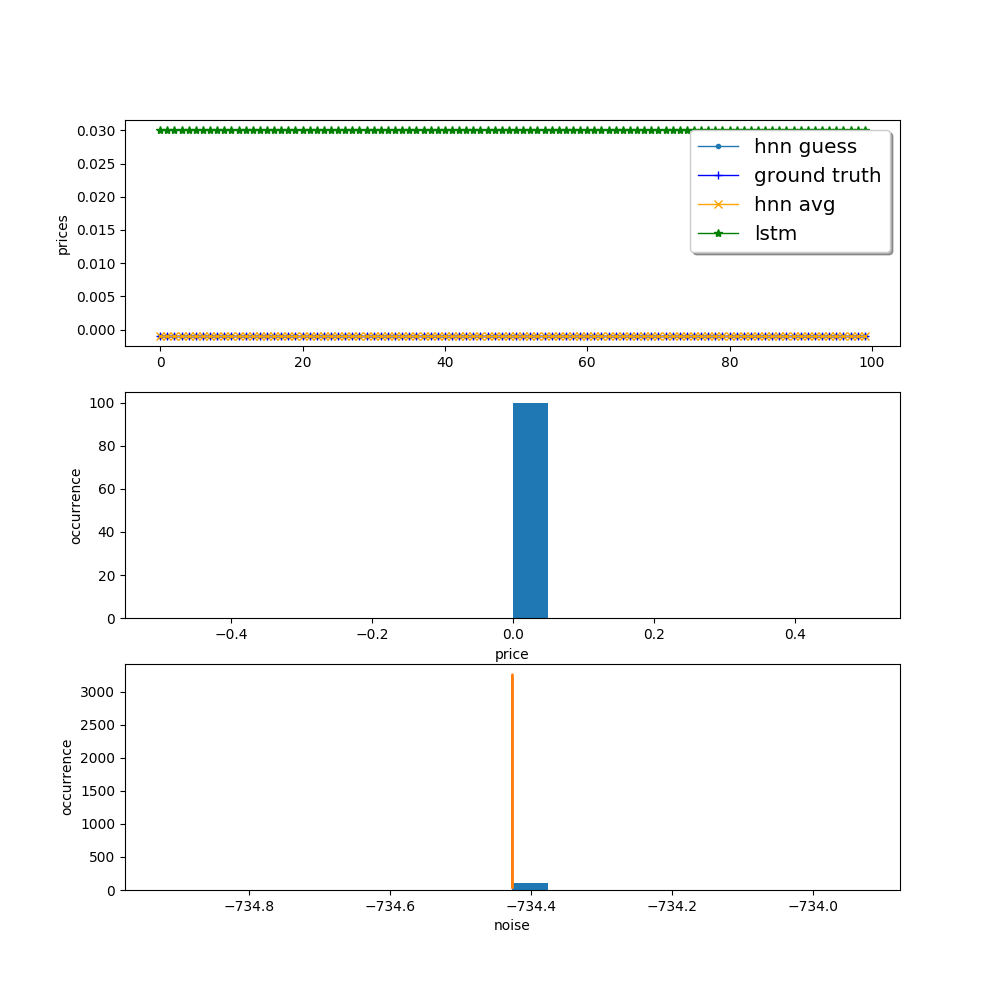 0.030
0.025
0.020
0.015
0.010
0.005
0.000
prices
hnn guess
ground truth
hnn avg
lstm
0 20 40 60 80 100
100
80
60
40
20
0
occurrence
−0.4 −0.2 0.0 0.2 0.4
price
3000
2500
2000
1500
1000
500
0
occurrence
−734.8 −734.6 −734.4 −734.2 −734.0
noise